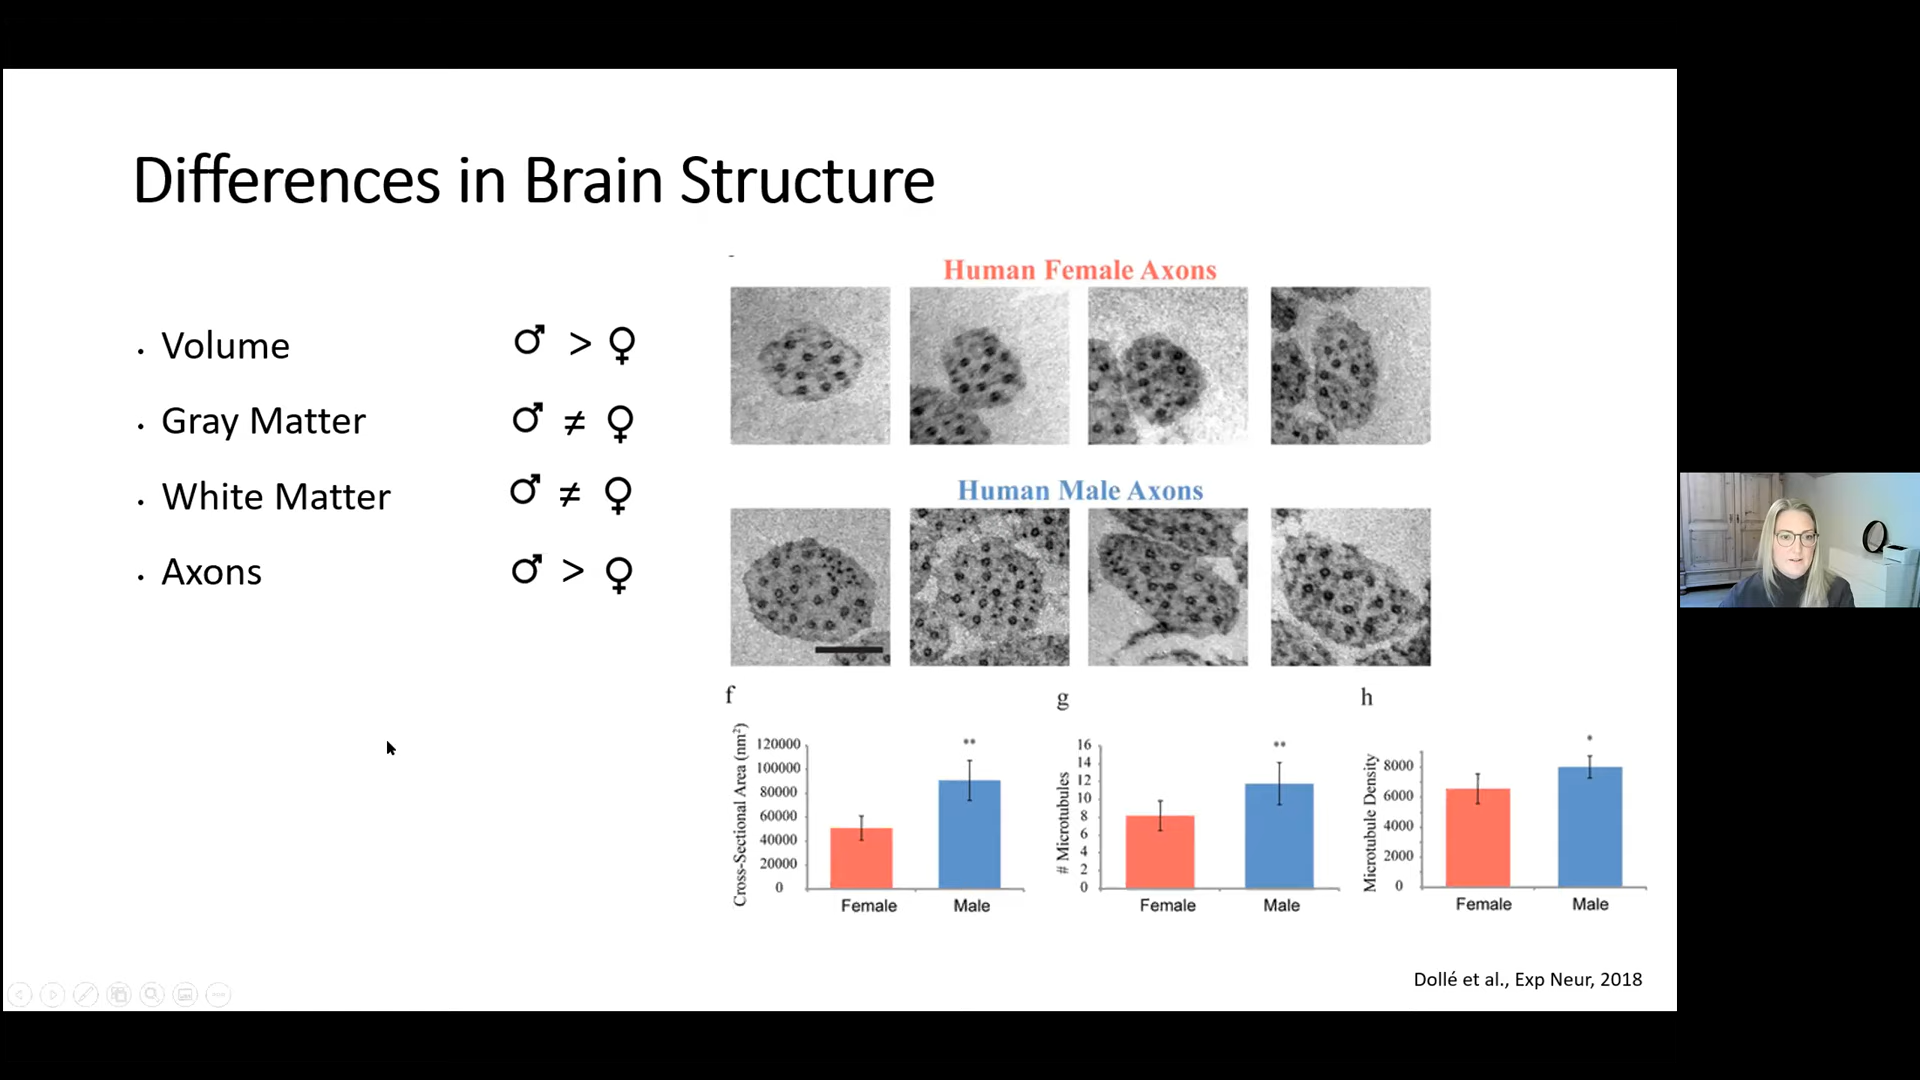 Differences in Brain Structure
• Volume ♂ > ♀
• Gray Matter ♂ ≠ ♀
• White Matter ♂ ≠ ♀
• Axons ♂ > ♀
Human Female Axons
Human Male Axons
f
Cross-Sectional Area (nm²)
120000
100000
80000
60000
40000
20000
0
**
Female Male
g
# Microtubules
16
14
12
10
8
6
4
2
0
**
Female Male
h
Microtubule Density
8000
6000
4000
2000
0
*
Female Male
Dollé et al., Exp Neur, 2018